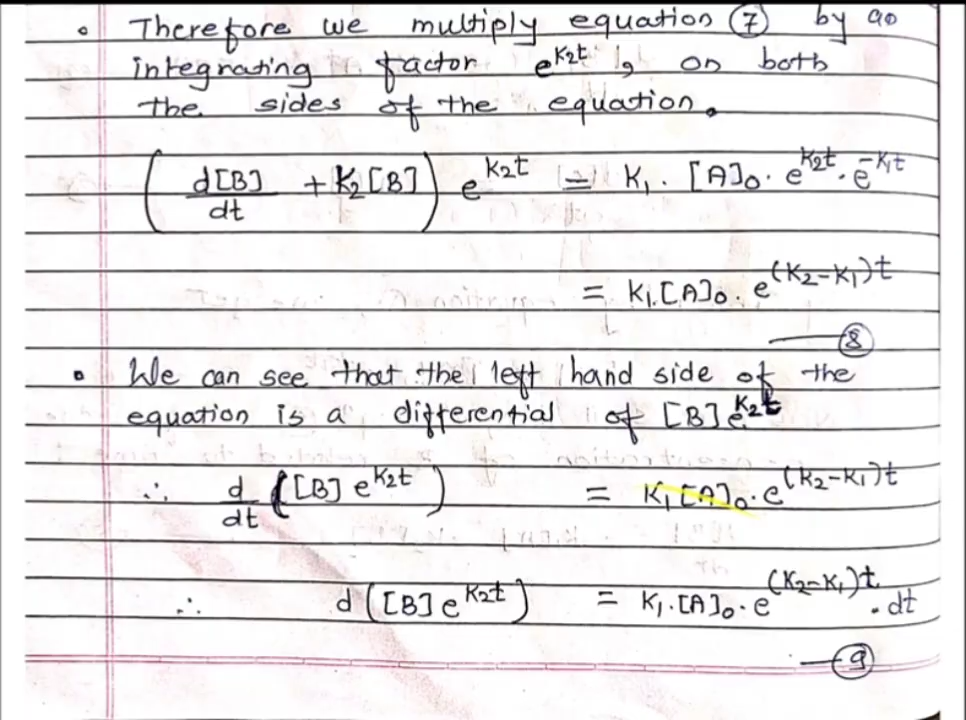 • Therefore we multiply equation ⑦ by an
integrating factor e^{K₂t}, on both
the sides of the equation.
(d[B]/dt + K₂[B]) e^{K₂t} = K₁ . [A]₀ . e^{K₂t} . e^{-K₁t}
= K₁.[A]₀ . e^{(K₂-K₁)t}
—⑧
• We can see that the left hand side of the
equation is a differential of [B] e^{K₂t}
∴ d/dt ([B] e^{K₂t}) = K₁[A]₀ . e^{(K₂-K₁)t}
∴ d([B] e^{K₂t}) = K₁.[A]₀ . e^{(K₂-K₁)t} . dt
—⑨